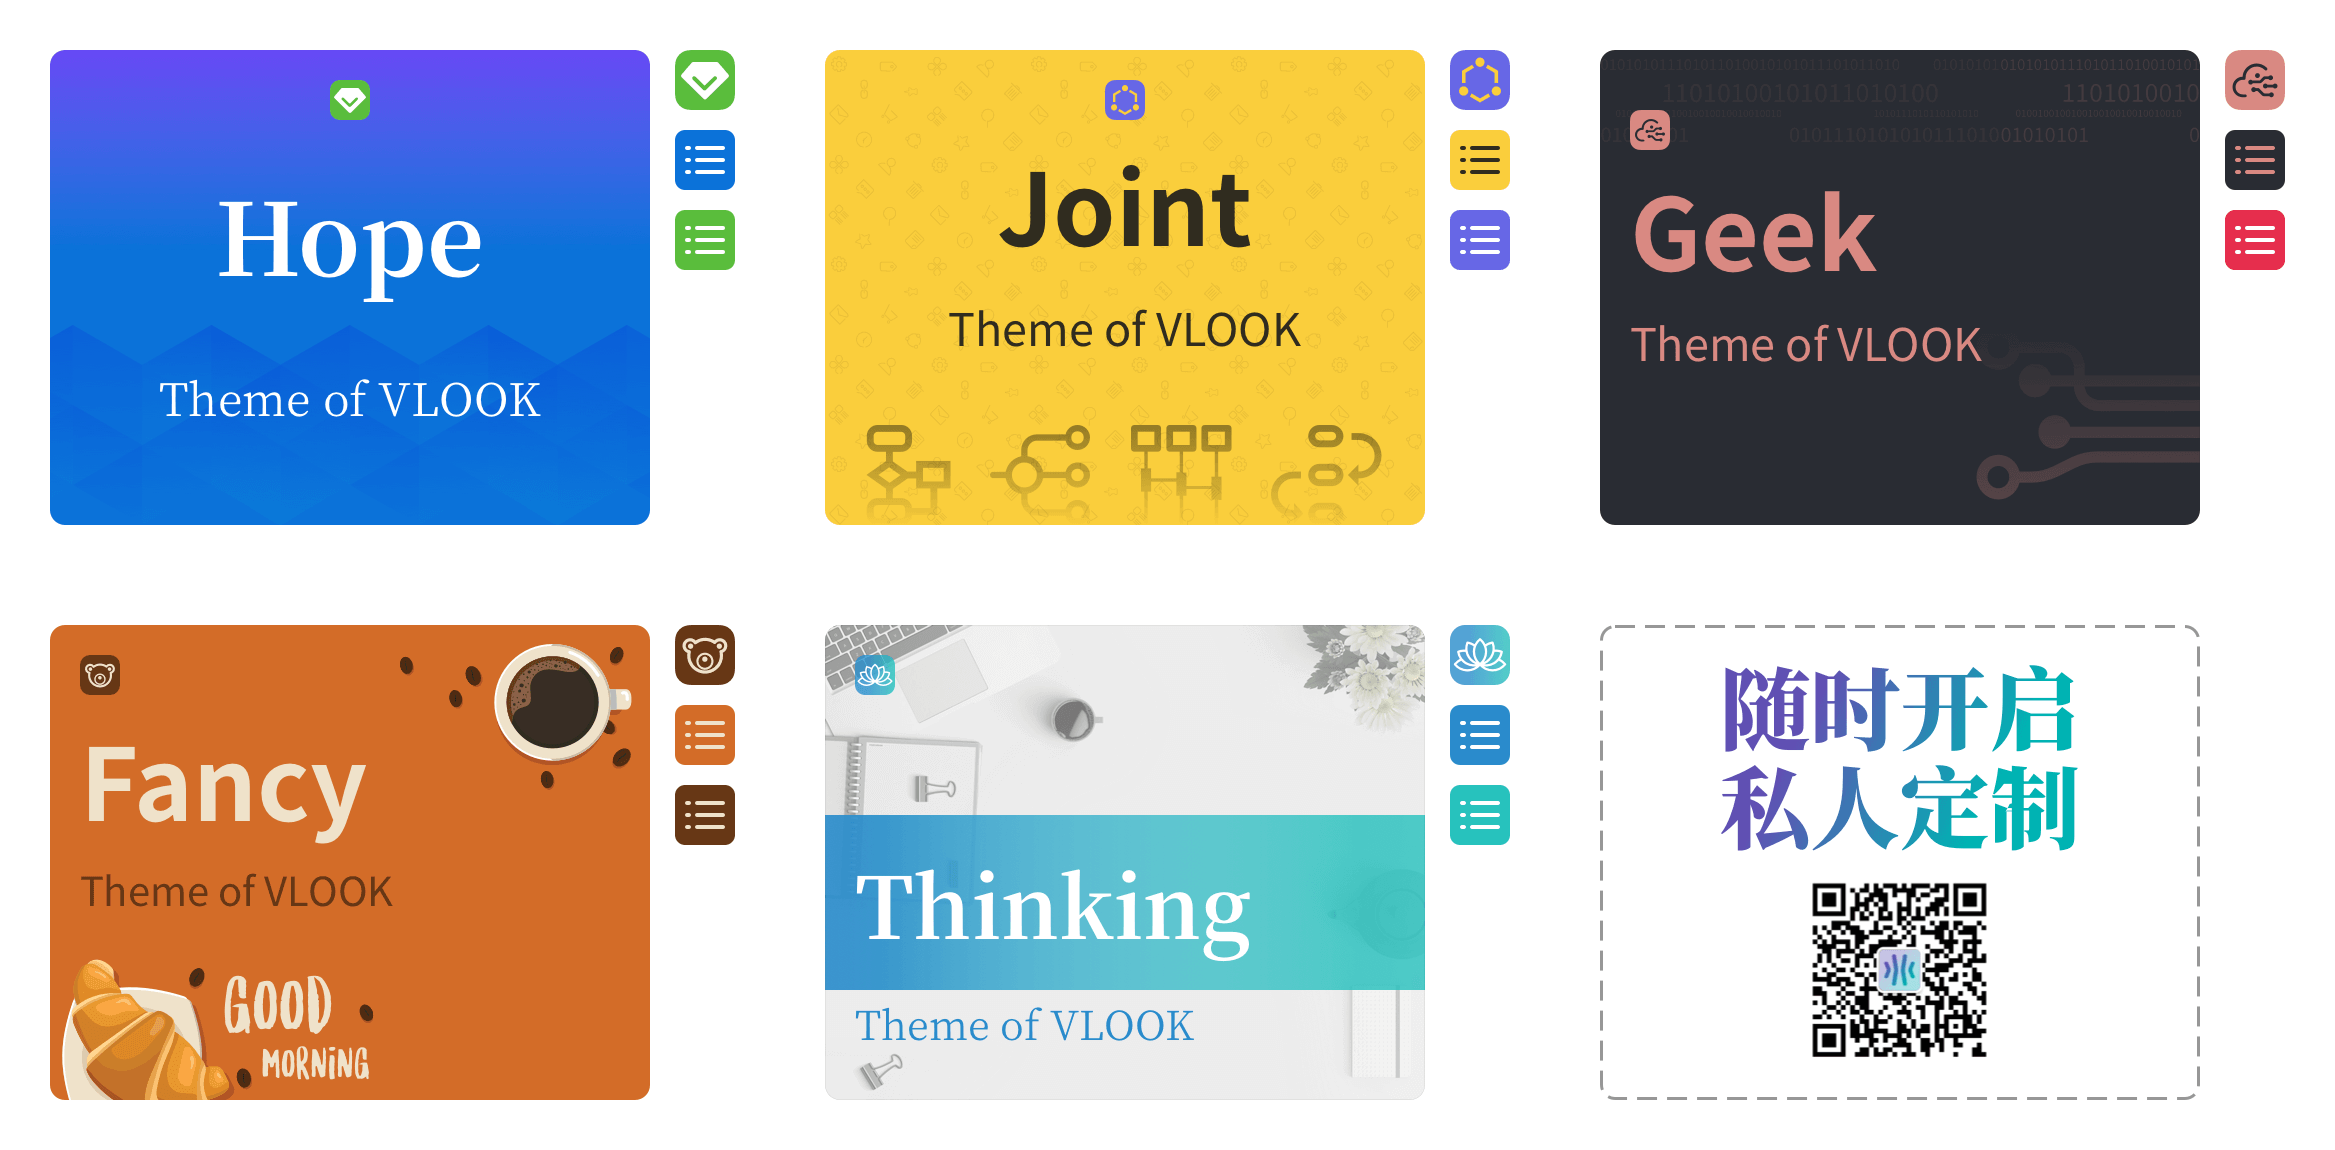 Hope
Theme of VLOOK
Joint
Theme of VLOOK
Geek
Theme of VLOOK
Fancy
Theme of VLOOK
GOOD
MORNiNG
Thinking
Theme of VLOOK
随时开启
私人定制